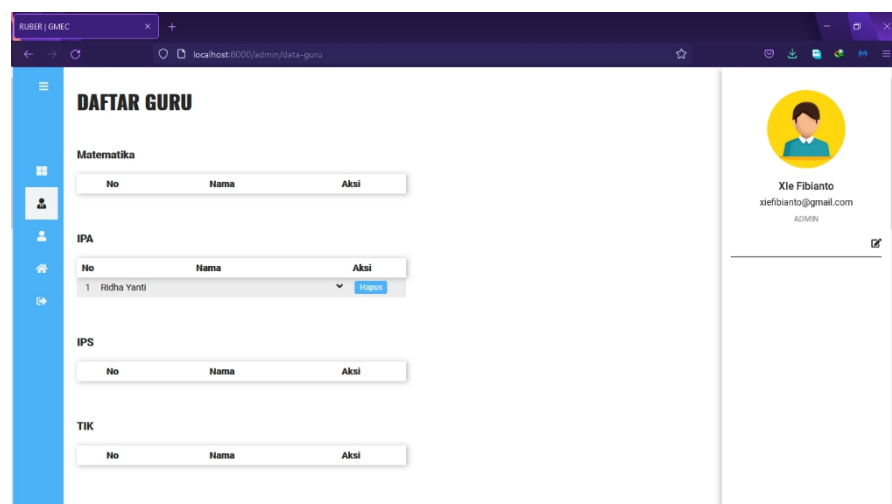 RUBER | GMEC
localhost:8000/admin/data-guru
DAFTAR GURU
Matematika
No Nama Aksi
IPA
No Nama Aksi
1 Ridha Yanti Hapus
IPS
No Nama Aksi
TIK
No Nama Aksi
XIe Fibianto
xiefibianto@gmail.com
ADMIN